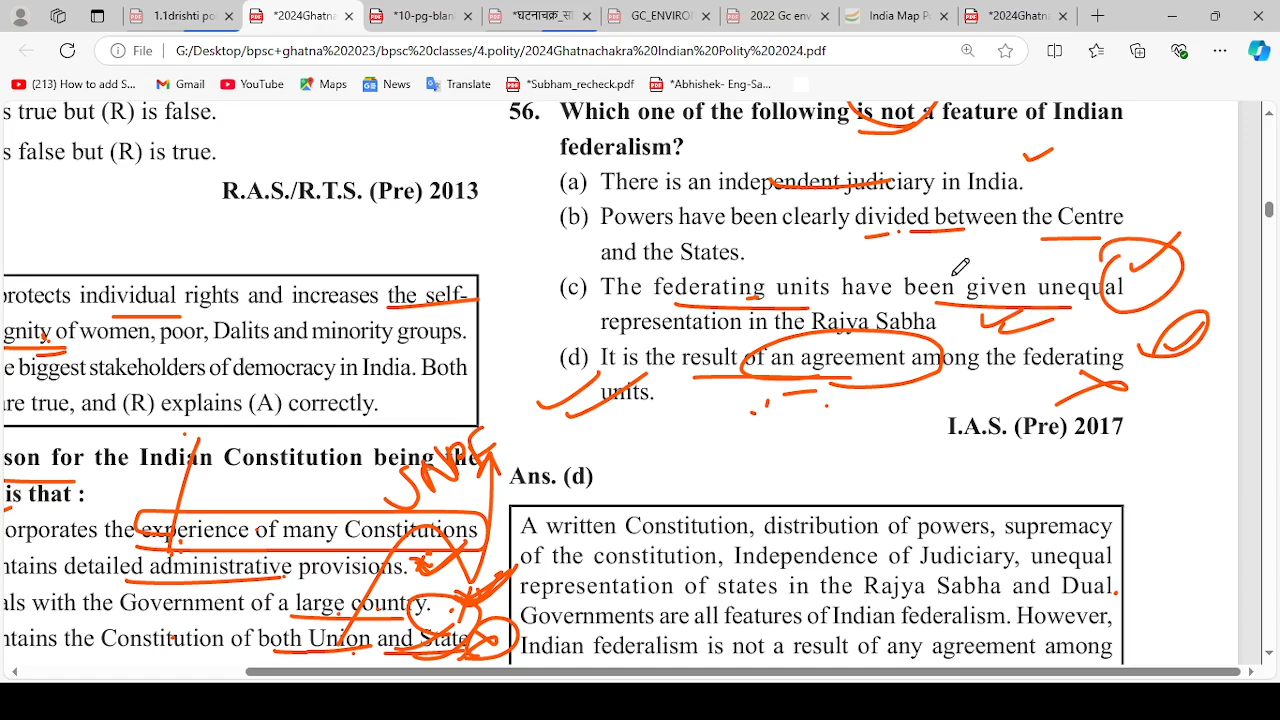 1.1drishti po
*2024Ghatna
*10-pg-blan
*घटनाचक्र_सा
GC_ENVIRO
2022 Gc env
India Map P
*2024Ghatn
File
G:/Desktop/bpsc+ghatna%202023/bpsc%20classes/4.polity/2024Ghatnachakra%20Indian%20Polity%202024.pdf
(213) How to add S...
Gmail
YouTube
Maps
News
Translate
*Subham_recheck.pdf
*Abhishek- Eng-Sa...
s true but (R) is false.
s false but (R) is true.
R.A.S./R.T.S. (Pre) 2013
protects individual rights and increases the self-
gnity of women, poor, Dalits and minority groups.
e biggest stakeholders of democracy in India. Both
are true, and (R) explains (A) correctly.
son for the Indian Constitution being the
is that :
orporates the experience of many Constitutions
ntains detailed administrative provisions.
als with the Government of a large country.
ntains the Constitution of both Union and State
56. Which one of the following is not a feature of Indian
federalism?
(a) There is an independent judiciary in India.
(b) Powers have been clearly divided between the Centre
and the States.
(c) The federating units have been given unequal
representation in the Rajya Sabha
(d) It is the result of an agreement among the federating
units.
I.A.S. (Pre) 2017
Ans. (d)
A written Constitution, distribution of powers, supremacy
of the constitution, Independence of Judiciary, unequal
representation of states in the Rajya Sabha and Dual
Governments are all features of Indian federalism. However,
Indian federalism is not a result of any agreement among